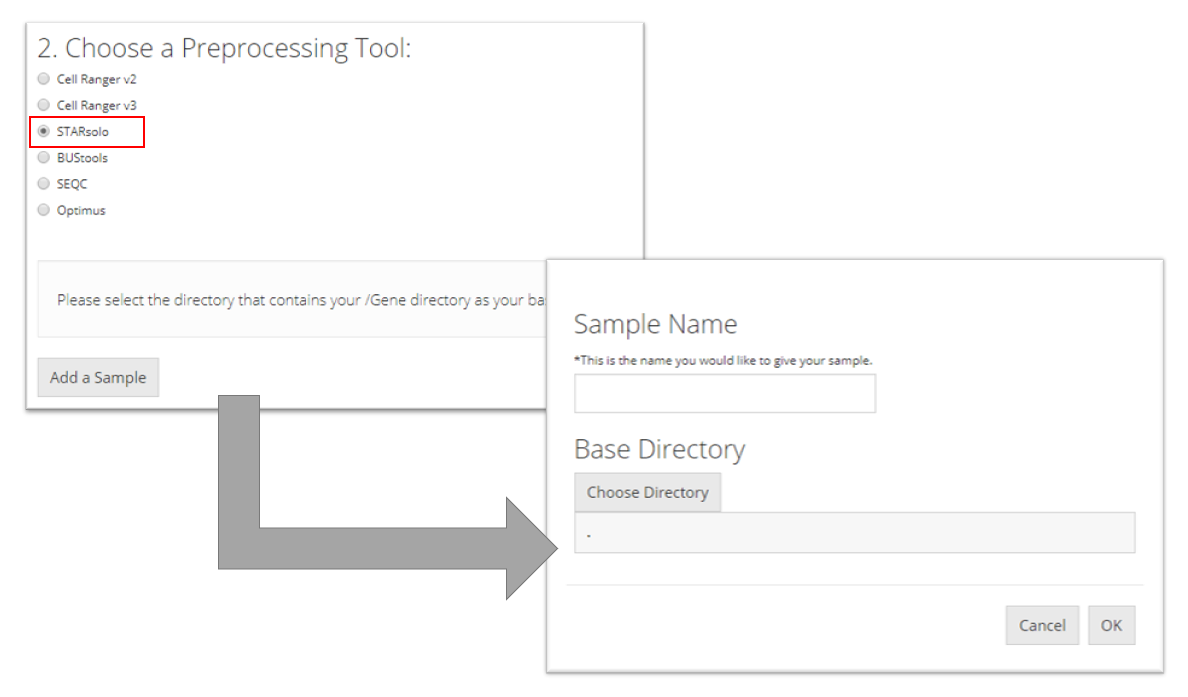 2. Choose a Preprocessing Tool:
Cell Ranger v2
Cell Ranger v3
STARsolo
BUStools
SEQC
Optimus
Please select the directory that contains your /Gene directory as your ba
Add a Sample
Sample Name
*This is the name you would like to give your sample.
Base Directory
Choose Directory
.
Cancel OK